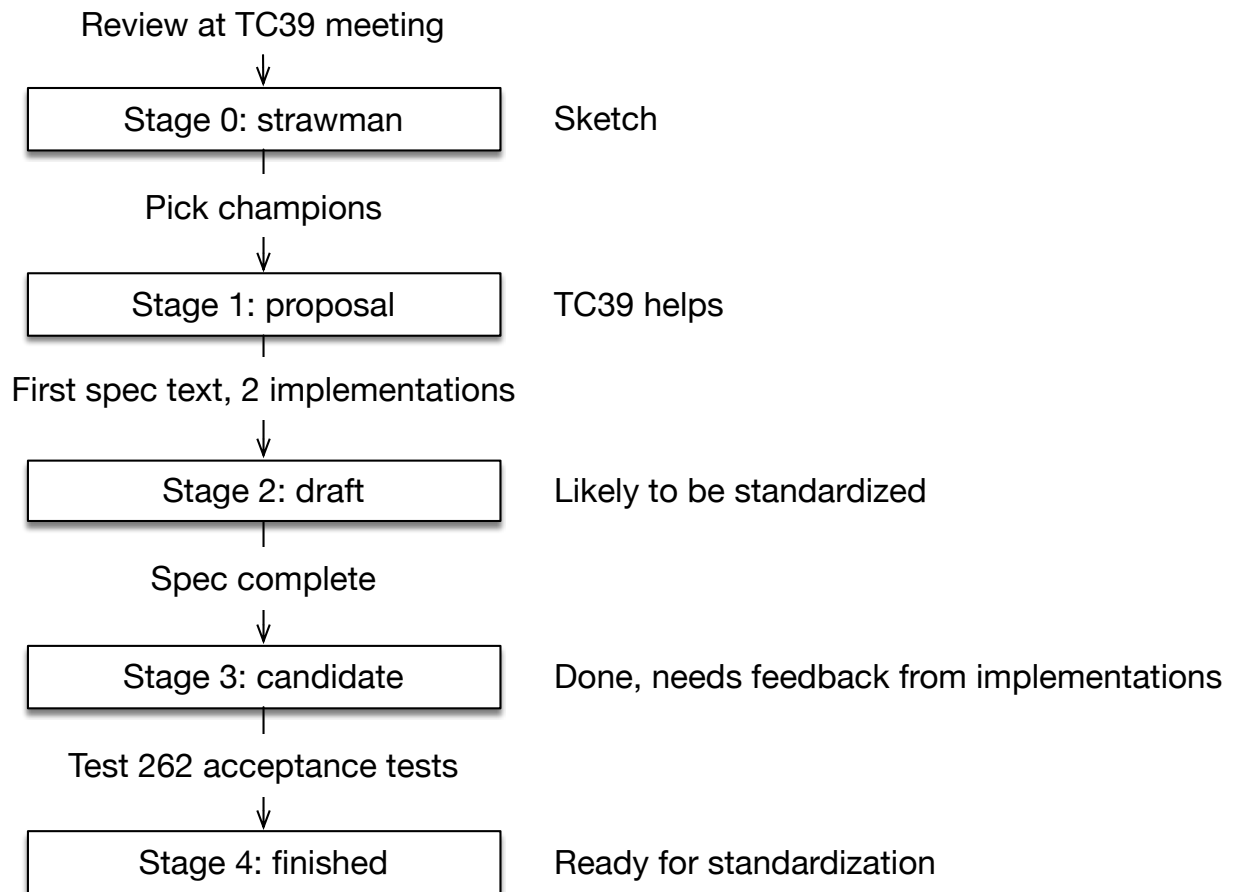 Review at TC39 meeting
Stage 0: strawman
Sketch
Pick champions
Stage 1: proposal
TC39 helps
First spec text, 2 implementations
Stage 2: draft
Likely to be standardized
Spec complete
Stage 3: candidate
Done, needs feedback from implementations
Test 262 acceptance tests
Stage 4: finished
Ready for standardization